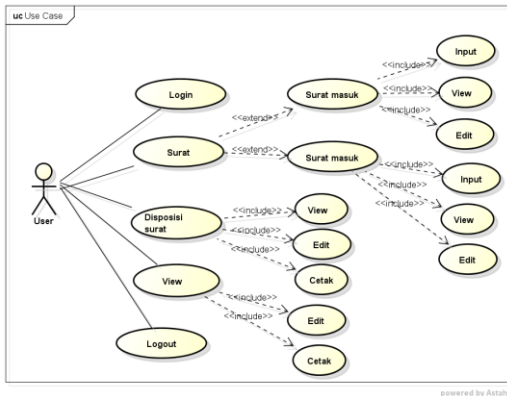 uc Use Case
Input
<<include>>
Login
Surat masuk
<<include>>
View
<<include>>
<<extend>>
Edit
Surat
<<extend>>
Surat masuk
<<include>>
Input
<<include>>
User
<<include>>
View
Disposisi
surat
<<include>>
View
<<include>>
Edit
Edit
<<include>>
Cetak
View
<<include>>
Edit
<<include>>
Logout
Cetak
powered by Astah